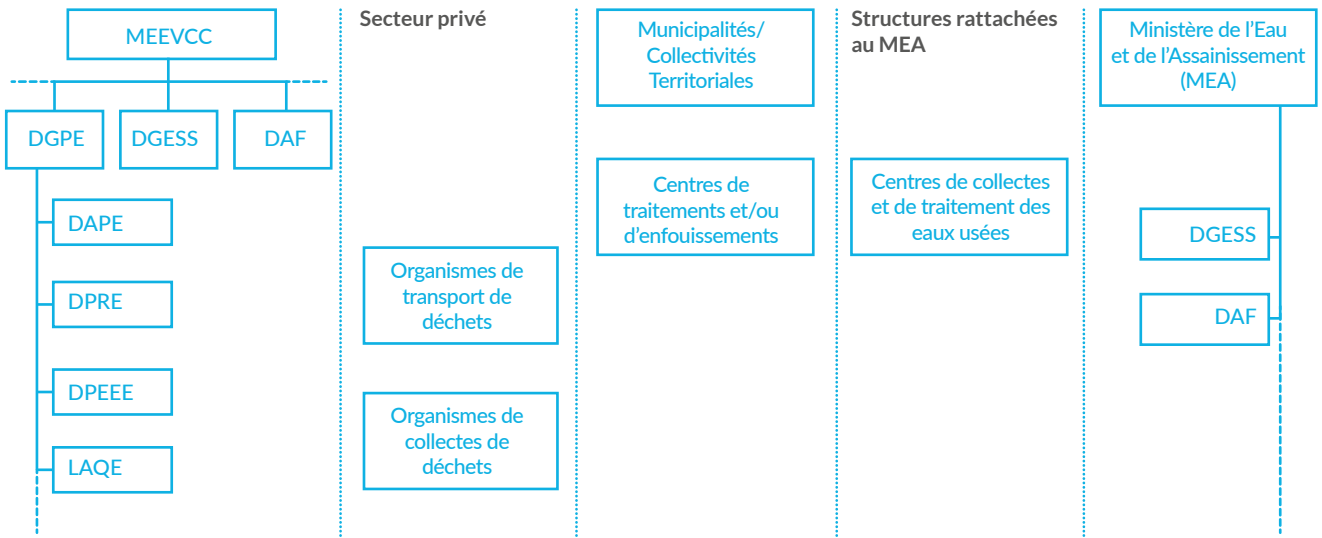 MEEVCC
DGPE
DGESS
DAF
DAPE
DPRE
DPEEE
LAQE
Secteur privé
Organismes de
transport de
déchets
Organismes de
collectes de
déchets
Municipalités/
Collectivités
Territoriales
Centres de
traitements et/ou
d'enfouissements
Structures rattachées
au MEA
Centres de collectes
et de traitement des
eaux usées
Ministère de l'Eau
et de l'Assainissement
(MEA)
DGESS
DAF